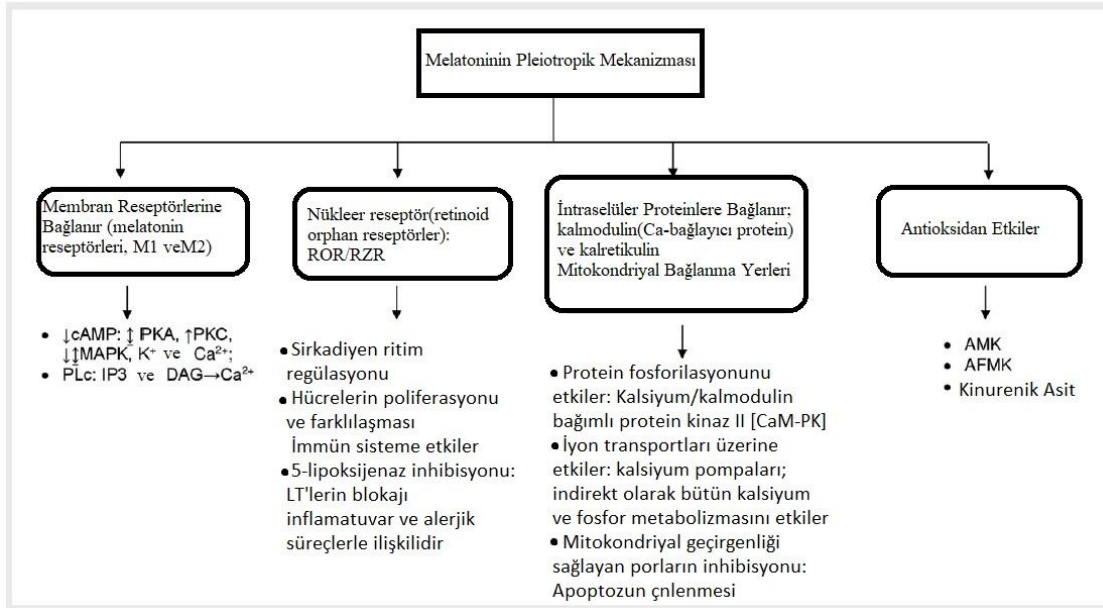 Melatoninin Pleiotropik Mekanizması
Membran Reseptörlerine
Bağlanır (melatonin
reseptörleri, M1 veM2)
↓cAMP: ↕ PKA, ↑PKC,
↓↕MAPK, K⁺ ve Ca²⁺;
PLc: IP3 ve DAG→Ca²⁺
Nükleer reseptör(retinoid
orphan reseptörler):
ROR/RZR
Sirkadiyen ritim
regülasyonu
Hücrelerin poliferasyonu
ve farklılaşması
İmmün sisteme etkiler
5-lipoksijenaz inhibisyonu:
LT'lerin blokajı
inflamatuvar ve alerjik
süreçlerle ilişkilidir
İntraselüler Proteinlere Bağlanır;
kalmodulin(Ca-bağlayıcı protein)
ve kalretikulin
Mitokondriyal Bağlanma Yerleri
Protein fosforilasyonunu
etkiler: Kalsiyum/kalmodulin
bağımlı protein kinaz II [CaM-PK]
İyon transportları üzerine
etkiler: kalsiyum pompaları;
indirekt olarak bütün kalsiyum
ve fosfor metabolizmasını etkiler
Mitokondriyal geçirgenliği
sağlayan porların inhibisyonu:
Apoptozun çnlenmesi
Antioksidan Etkiler
AMK
AFMK
Kinurenik Asit